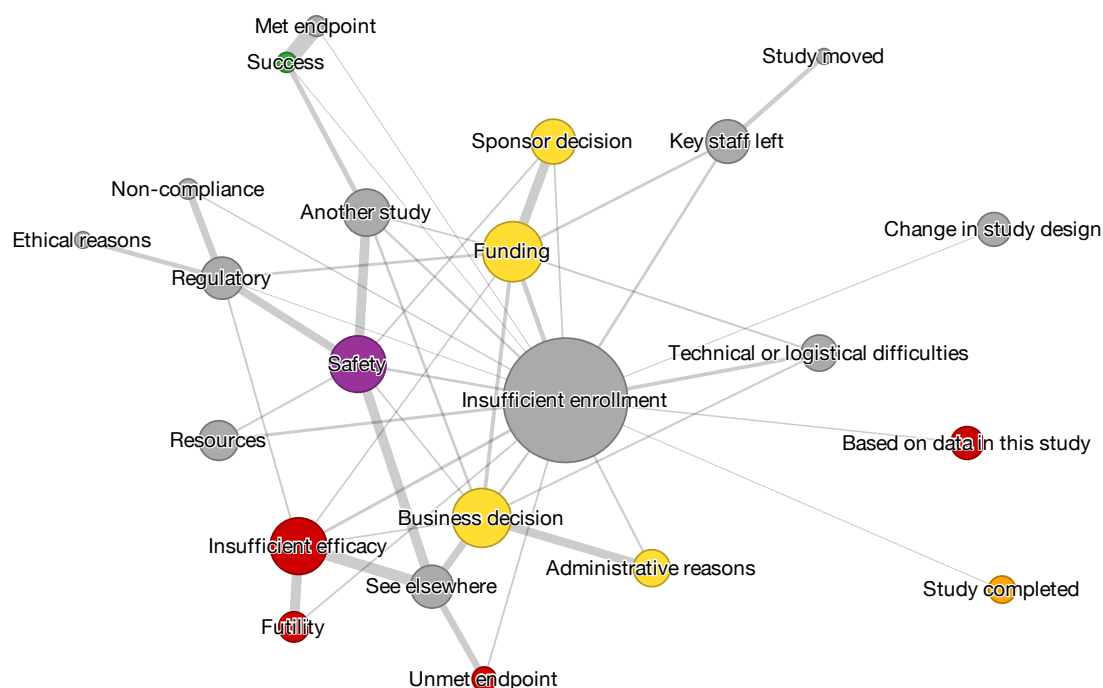 Met endpoint
Success
Study moved
Sponsor decision
Key staff left
Non-compliance
Another study
Change in study design
Ethical reasons
Funding
Regulatory
Technical or logistical difficulties
Safety
Insufficient enrollment
Resources
Based on data in this study
Business decision
Insufficient efficacy
Administrative reasons
See elsewhere
Study completed
Futility
Unmet endpoint